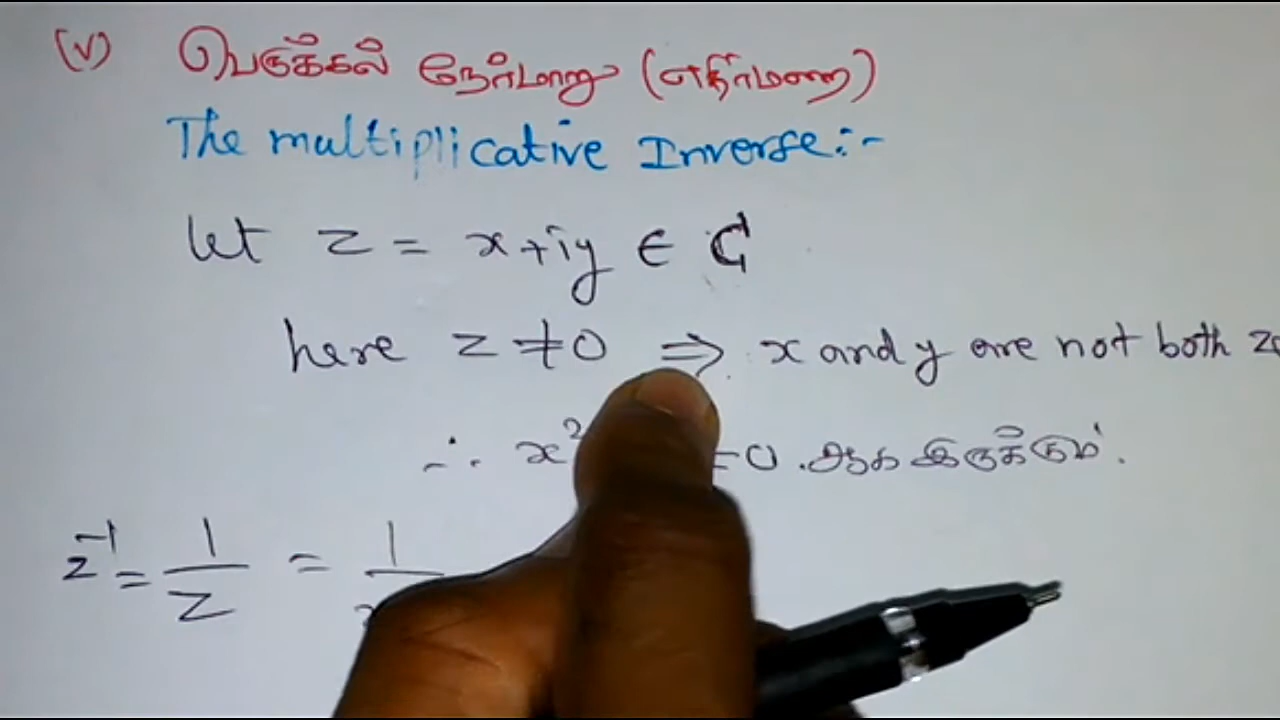 (v) பெருக்கல் நேர்மாறு (எதிர்மறை)
The multiplicative Inverse:-
Let z = x+iy ∈ ℂ
here z ≠ 0 ⇒ x and y are not both
∴ x² 0. ஆக இருக்கும்.
z⁻¹ = 1/z = 1